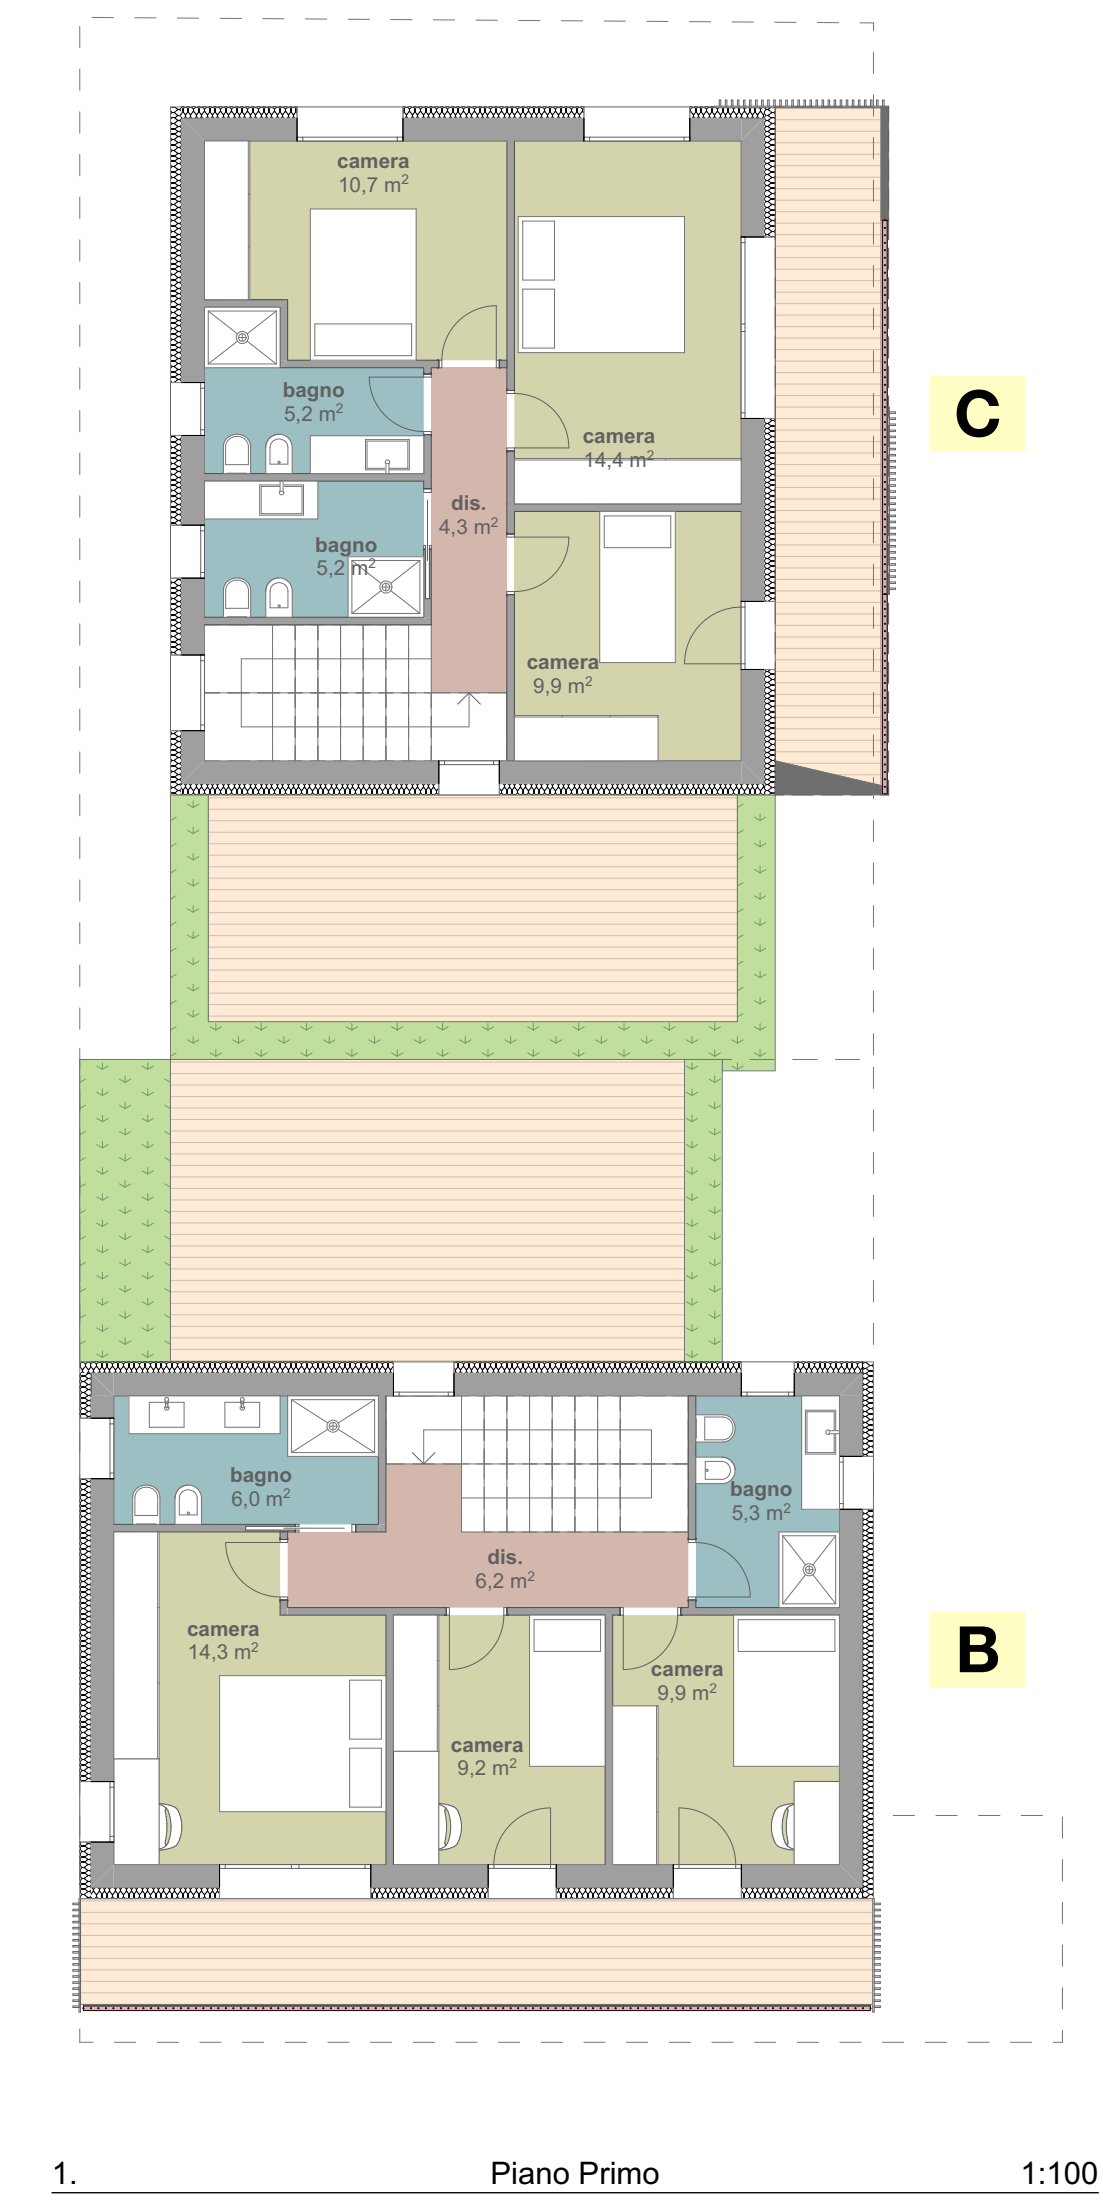 camera
10,7 m²
bagno
5,2 m²
camera
14,4 m²
C
dis.
4,3 m²
bagno
5,2 m²
camera
9,9 m²
bagno
6,0 m²
bagno
5,3 m²
dis.
6,2 m²
camera
14,3 m²
B
camera
9,9 m²
camera
9,2 m²
1. Piano Primo 1:100